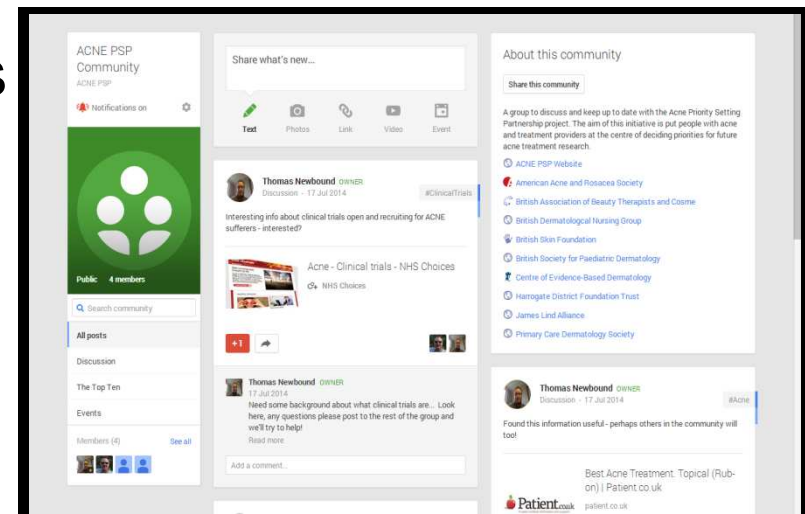 s
ACNE PSP
Community
ACNE PSP
Notifications on
Public 4 members
Search community
All posts
Discussion
The Top Ten
Events
Members (4) See all
Share what's new...
Text Photos Link Video Event
Thomas Newbound OWNER
Discussion - 17 Jul 2014 #ClinicalTrials
Interesting info about clinical trials open and recruiting for ACNE
sufferers - interested?
Acne - Clinical trials - NHS Choices
NHS Choices
+1
Thomas Newbound OWNER
17 Jul 2014
Need some background about what clinical trials are... Look
here, any questions please post to the rest of the group and
we'll try to help!
Read more
Add a comment...
About this community
Share this community
A group to discuss and keep up to date with the Acne Priority Setting
Partnership project. The aim of this initiative is put people with acne
and treatment providers at the centre of deciding priorities for future
acne treatment research.
ACNE PSP Website
American Acne and Rosacea Society
British Association of Beauty Therapists and Cosme
British Dermatologcal Nursing Group
British Skin Foundation
British Society for Paediatric Dermatology
Centre of Evidence-Based Dermatology
Harrogate District Foundation Trust
James Lind Alliance
Primary Care Dermatology Society
Thomas Newbound OWNER
Discussion - 17 Jul 2014 #Acne
Found this information useful - perhaps others in the community will
too!
Best Acne Treatment. Topical (Rub-
on) | Patient.co.uk
Patient.co.uk patient.co.uk